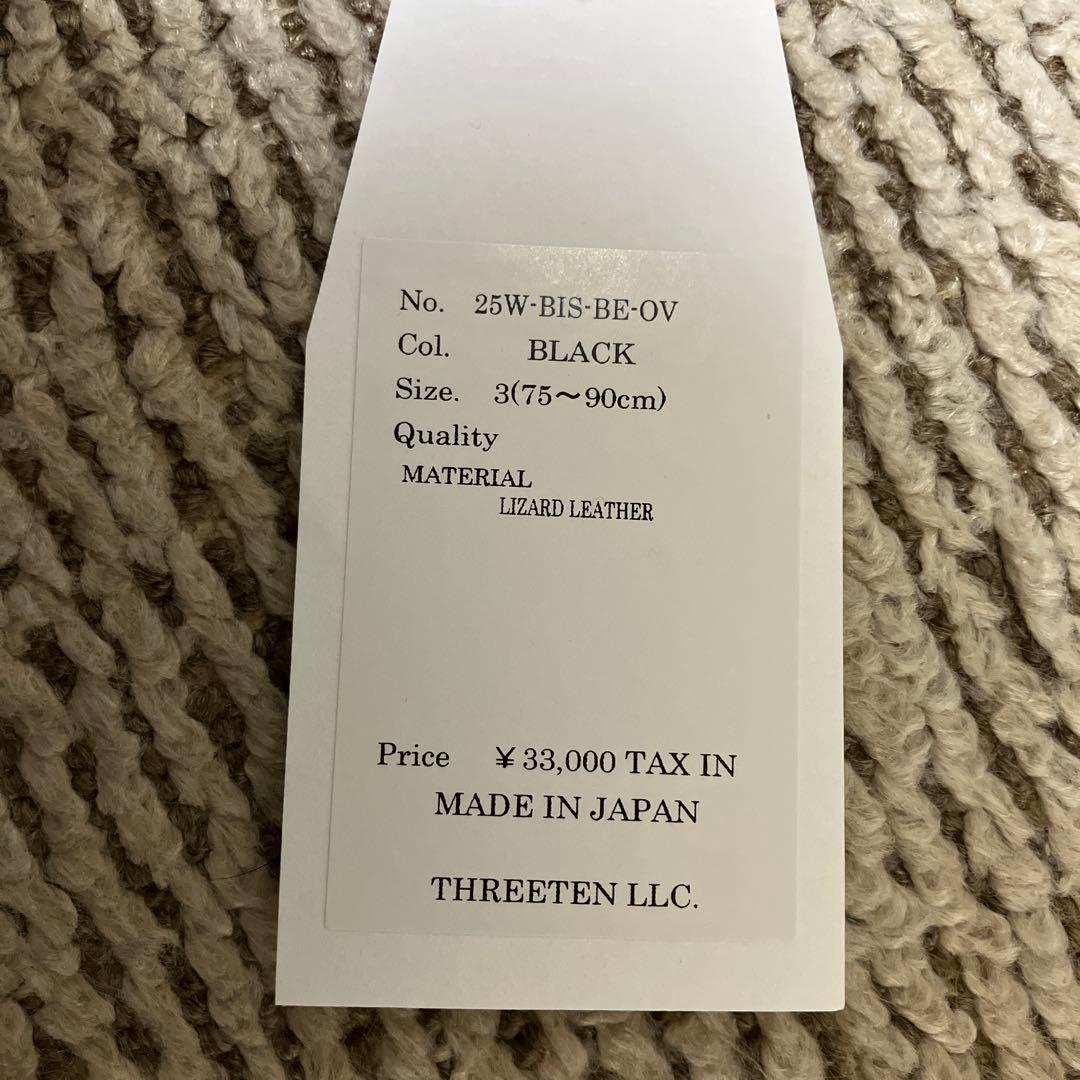 No. 25W-BIS-BE-OV
Col. BLACK
Size. 3(75～90cm)
Quality
MATERIAL
LIZARD LEATHER
Price ￥33,000 TAX IN
MADE IN JAPAN
THREETEN LLC.